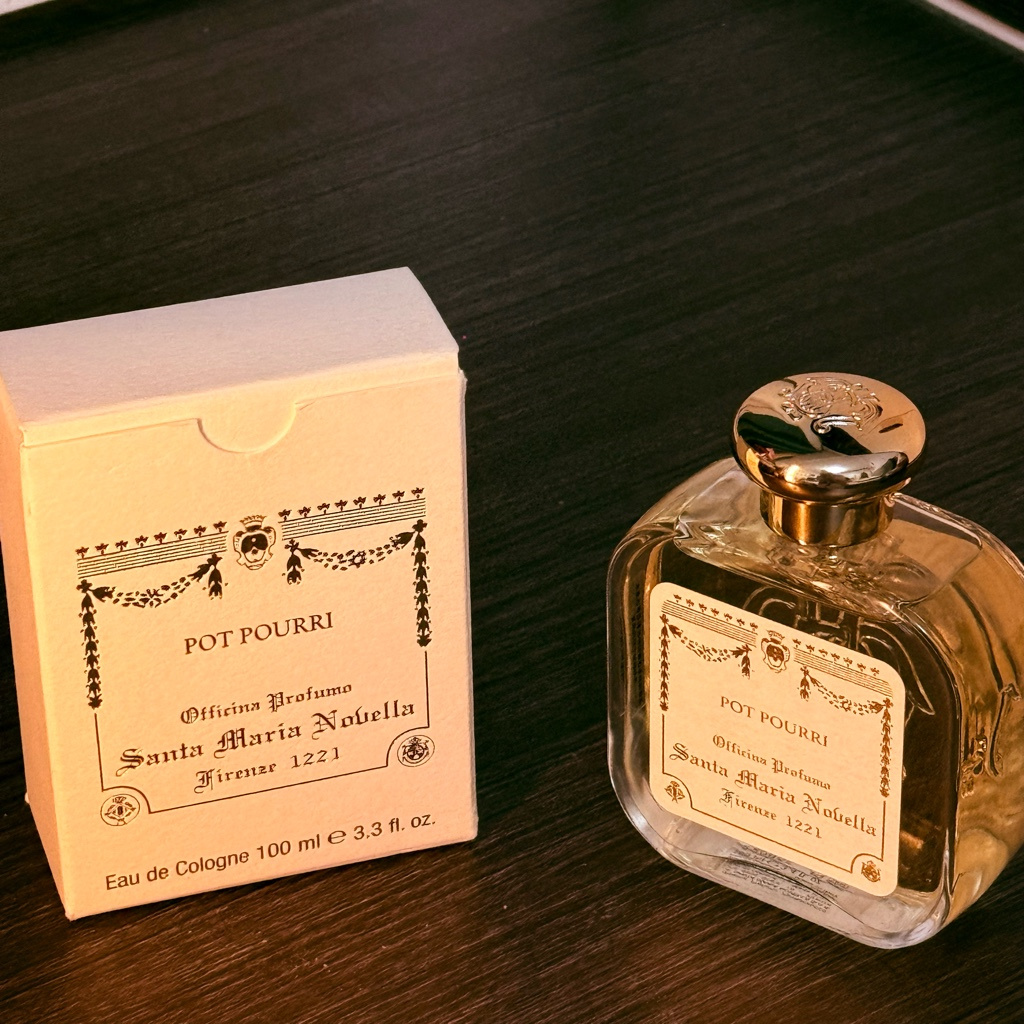 POT POURRI
Officina Profumo
Santa Maria Novella
Firenze 1221
Eau de Cologne 100 ml ℮ 3,3 fl. oz.
POT POURRI
Officina Profumo
Santa Maria Novella
Firenze 1221